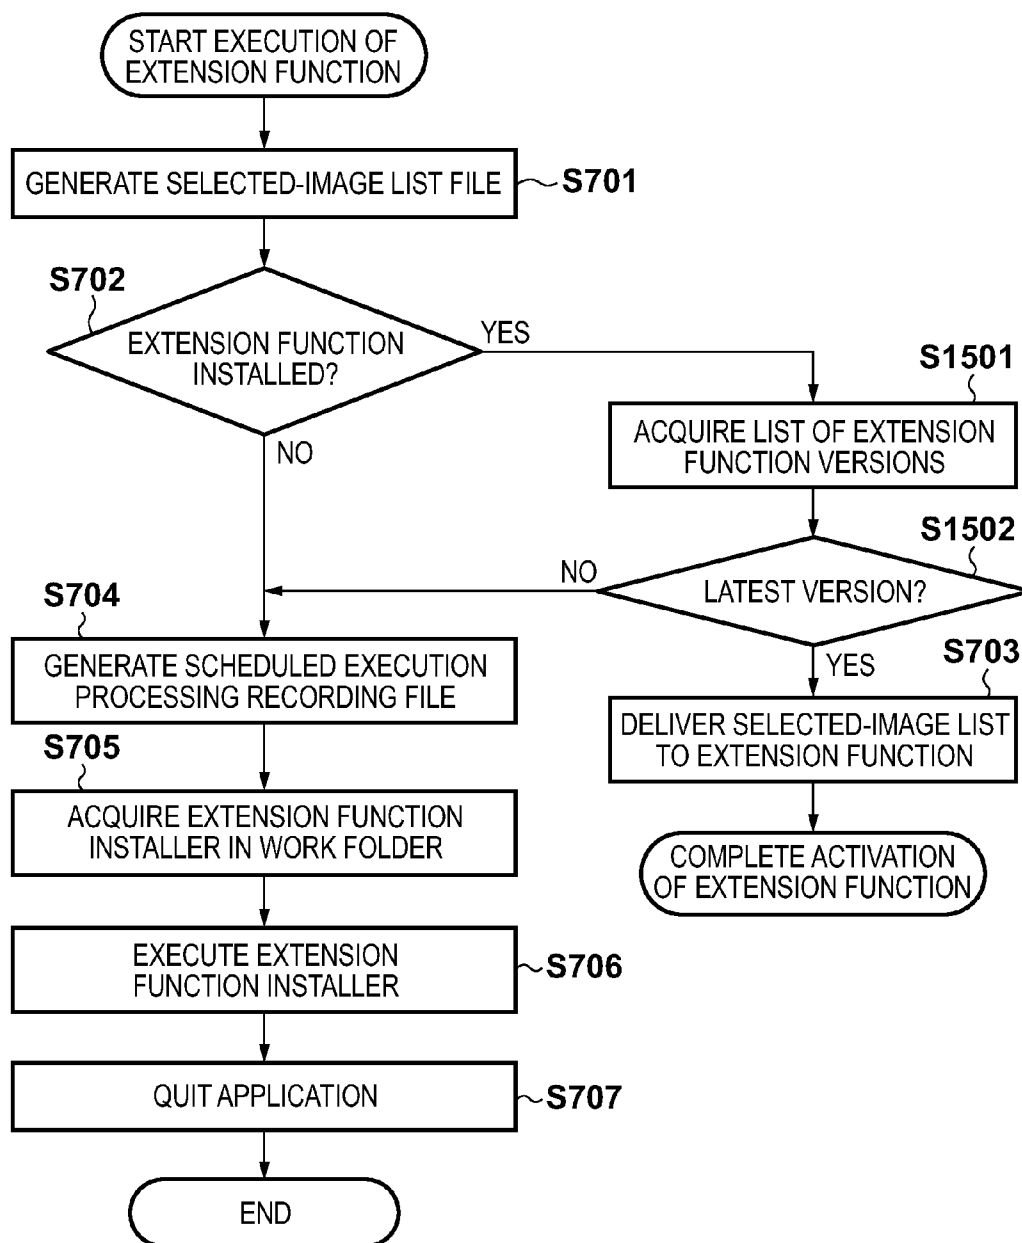 START EXECUTION OF
EXTENSION FUNCTION
GENERATE SELECTED-IMAGE LIST FILE
S701
S702
EXTENSION FUNCTION
INSTALLED?
YES
NO
S1501
ACQUIRE LIST OF EXTENSION
FUNCTION VERSIONS
S1502
LATEST VERSION?
NO
YES
S703
DELIVER SELECTED-IMAGE LIST
TO EXTENSION FUNCTION
COMPLETE ACTIVATION
OF EXTENSION FUNCTION
S704
GENERATE SCHEDULED EXECUTION
PROCESSING RECORDING FILE
S705
ACQUIRE EXTENSION FUNCTION
INSTALLER IN WORK FOLDER
EXECUTE EXTENSION
FUNCTION INSTALLER
S706
QUIT APPLICATION
S707
END